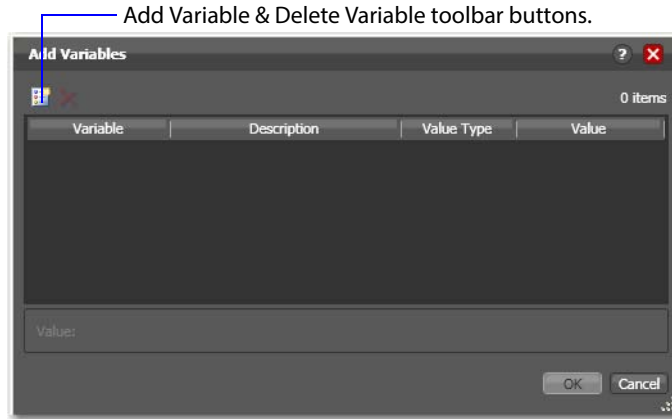 Add Variable & Delete Variable toolbar buttons.
Add Variables ?
0 items
Variable Description Value Type Value
Value:
OK Cancel